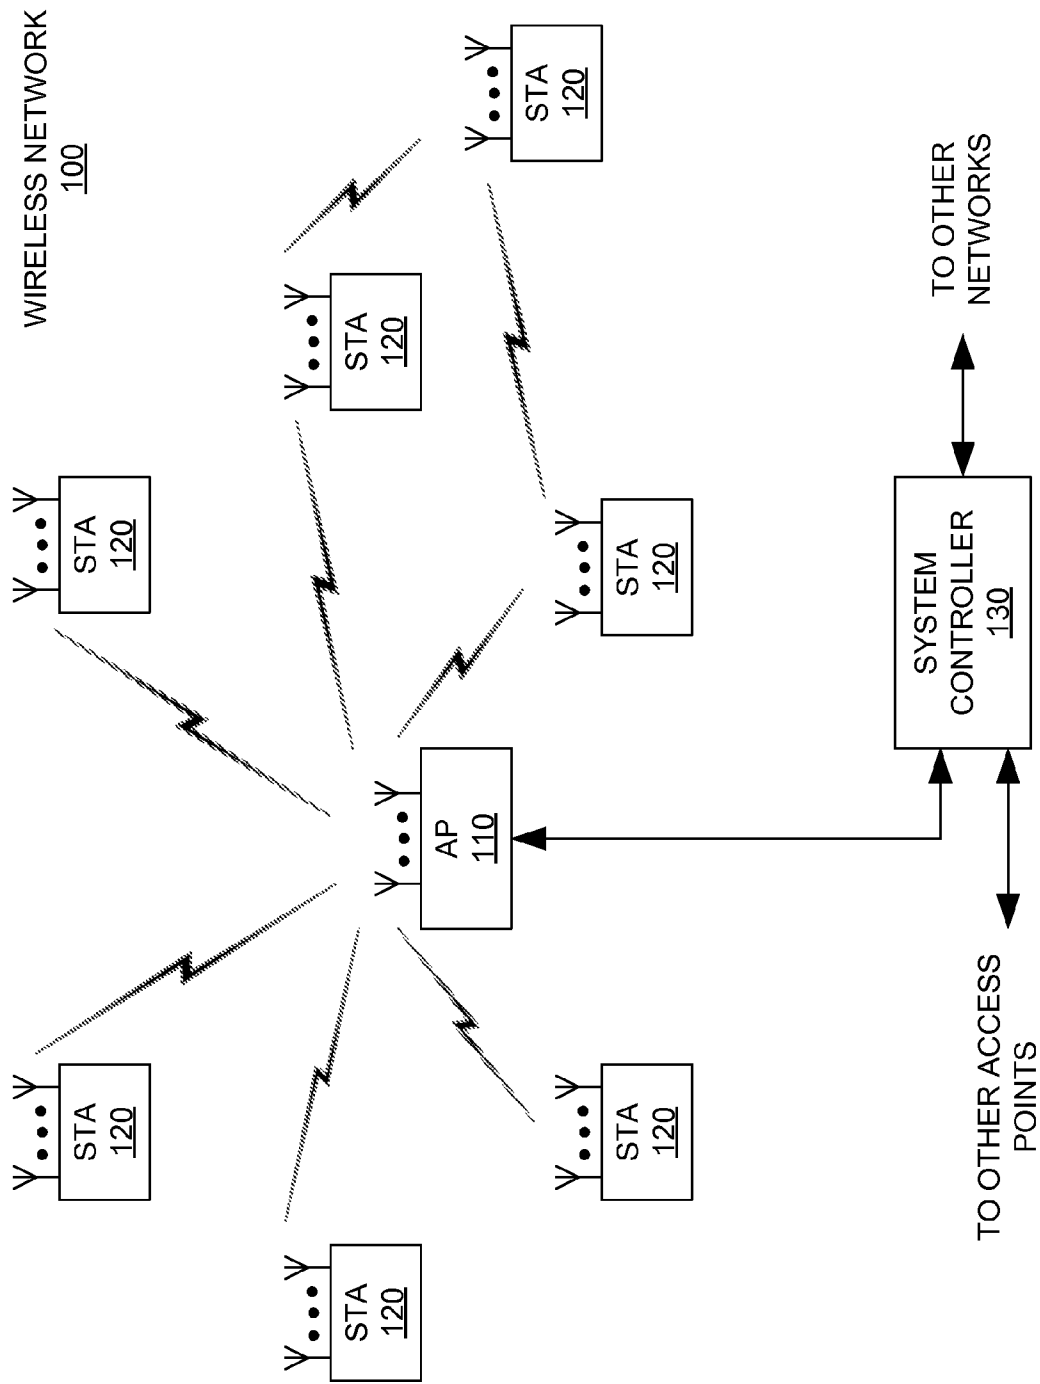 WIRELESS NETWORK
100
STA
120
STA
120
STA
120
STA
120
AP
110
STA
120
STA
120
STA
120
SYSTEM
CONTROLLER
130
TO OTHER
NETWORKS
TO OTHER ACCESS
POINTS